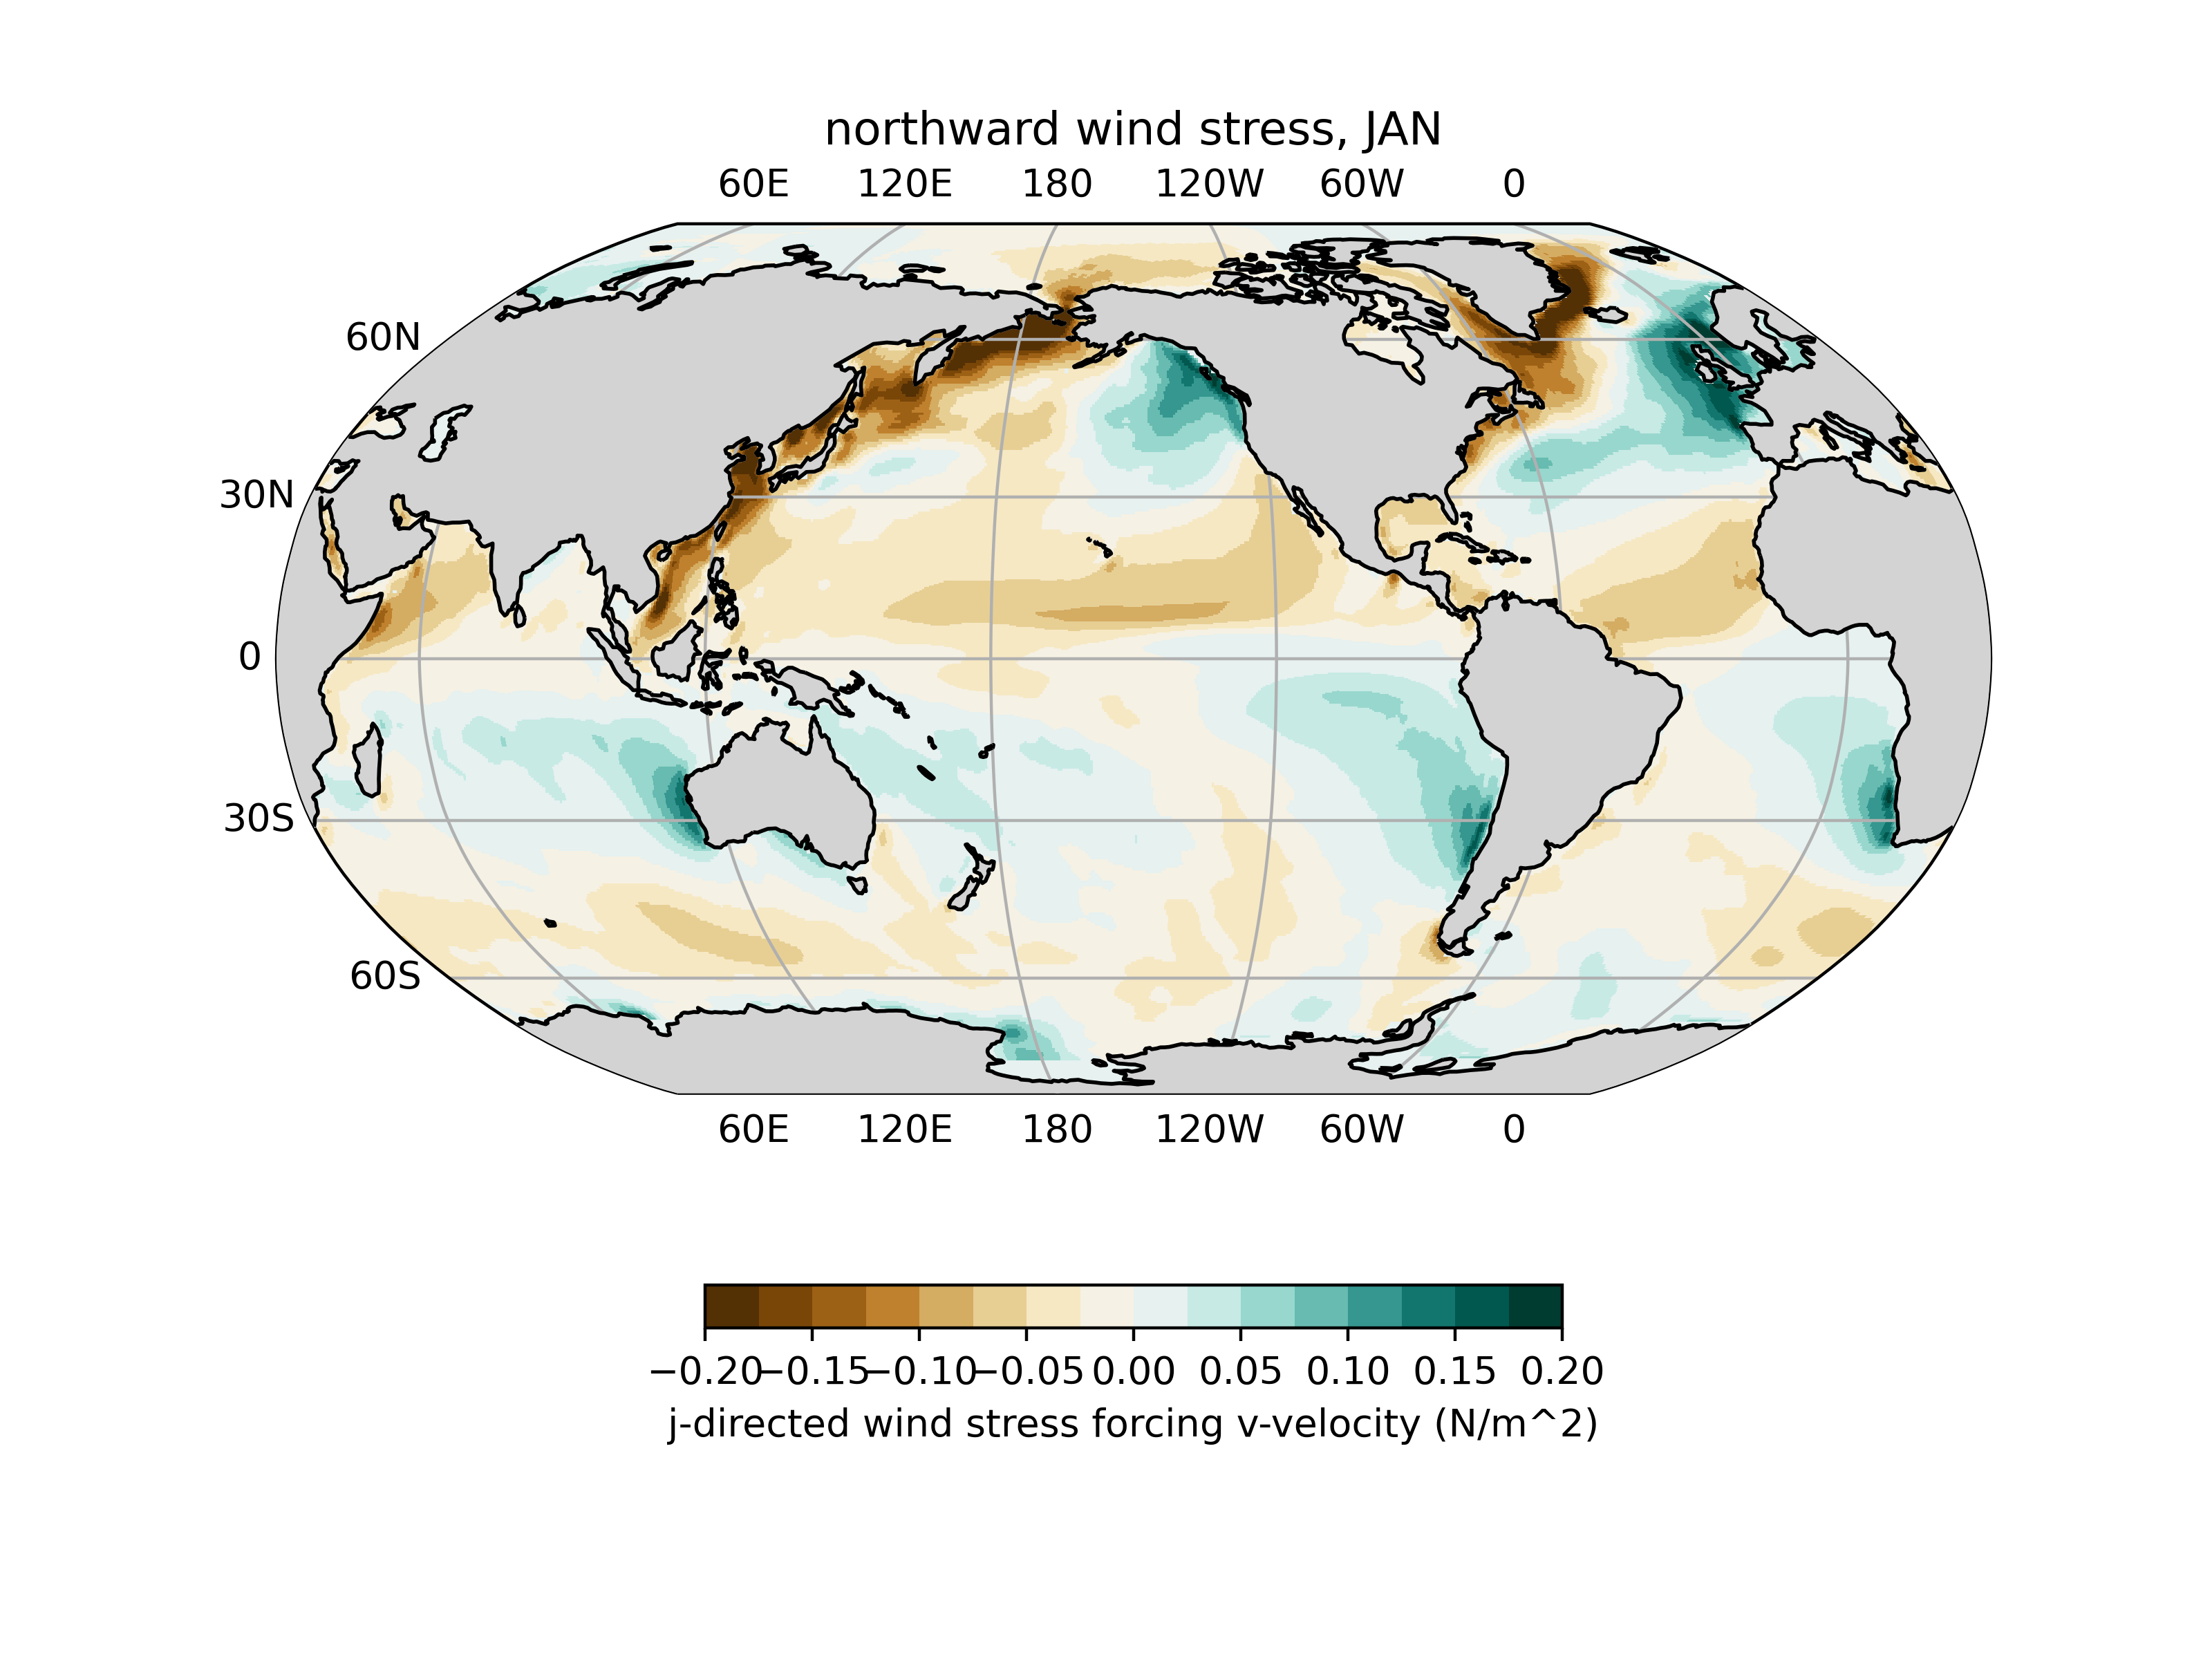 northward wind stress, JAN
60E 120E 180 120W 60W 0
60N
30N
0
30S
60S
60E 120E 180 120W 60W 0
−0.20 −0.15 −0.10 −0.05 0.00 0.05 0.10 0.15 0.20
j-directed wind stress forcing v-velocity (N/m^2)